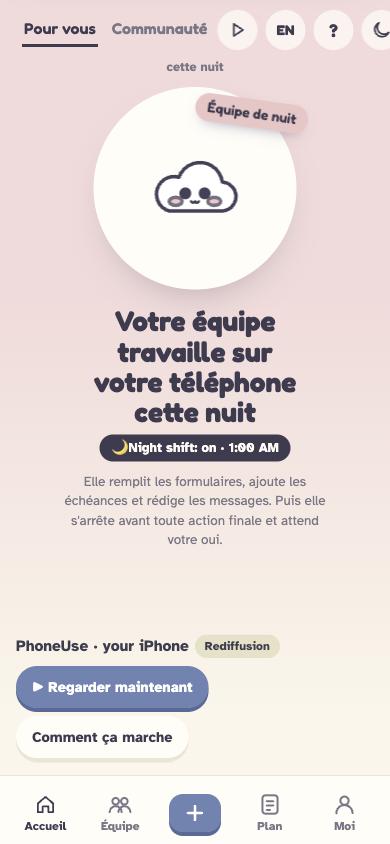 Pour vous
Communauté
EN
?
cette nuit
Équipe de nuit
Votre équipe
travaille sur
votre téléphone
cette nuit
🌙Night shift: on · 1:00 AM
Elle remplit les formulaires, ajoute les
échéances et rédige les messages. Puis elle
s'arrête avant toute action finale et attend
votre oui.
PhoneUse · your iPhone
Rediffusion
▶ Regarder maintenant
Comment ça marche
Accueil
Équipe
+
Plan
Moi